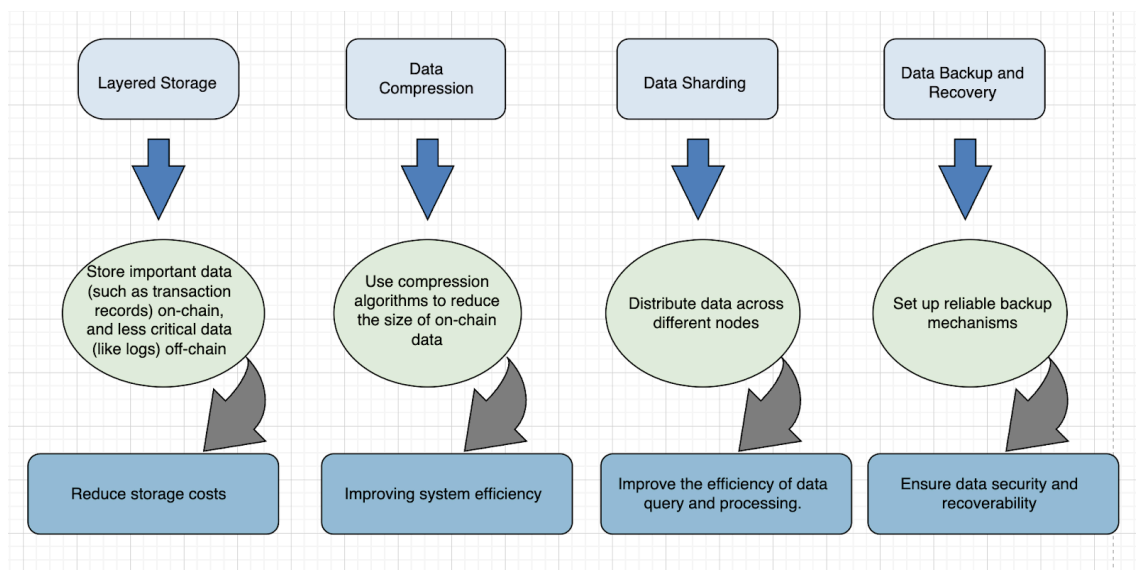 Layered Storage
Data
Compression
Data Sharding
Data Backup and
Recovery
Store important data
(such as transaction
records) on-chain,
and less critical data
(like logs) off-chain
Use compression
algorithms to reduce
the size of on-chain
data
Distribute data across
different nodes
Set up reliable backup
mechanisms
Reduce storage costs
Improving system efficiency
Improve the efficiency of data
query and processing.
Ensure data security and
recoverability